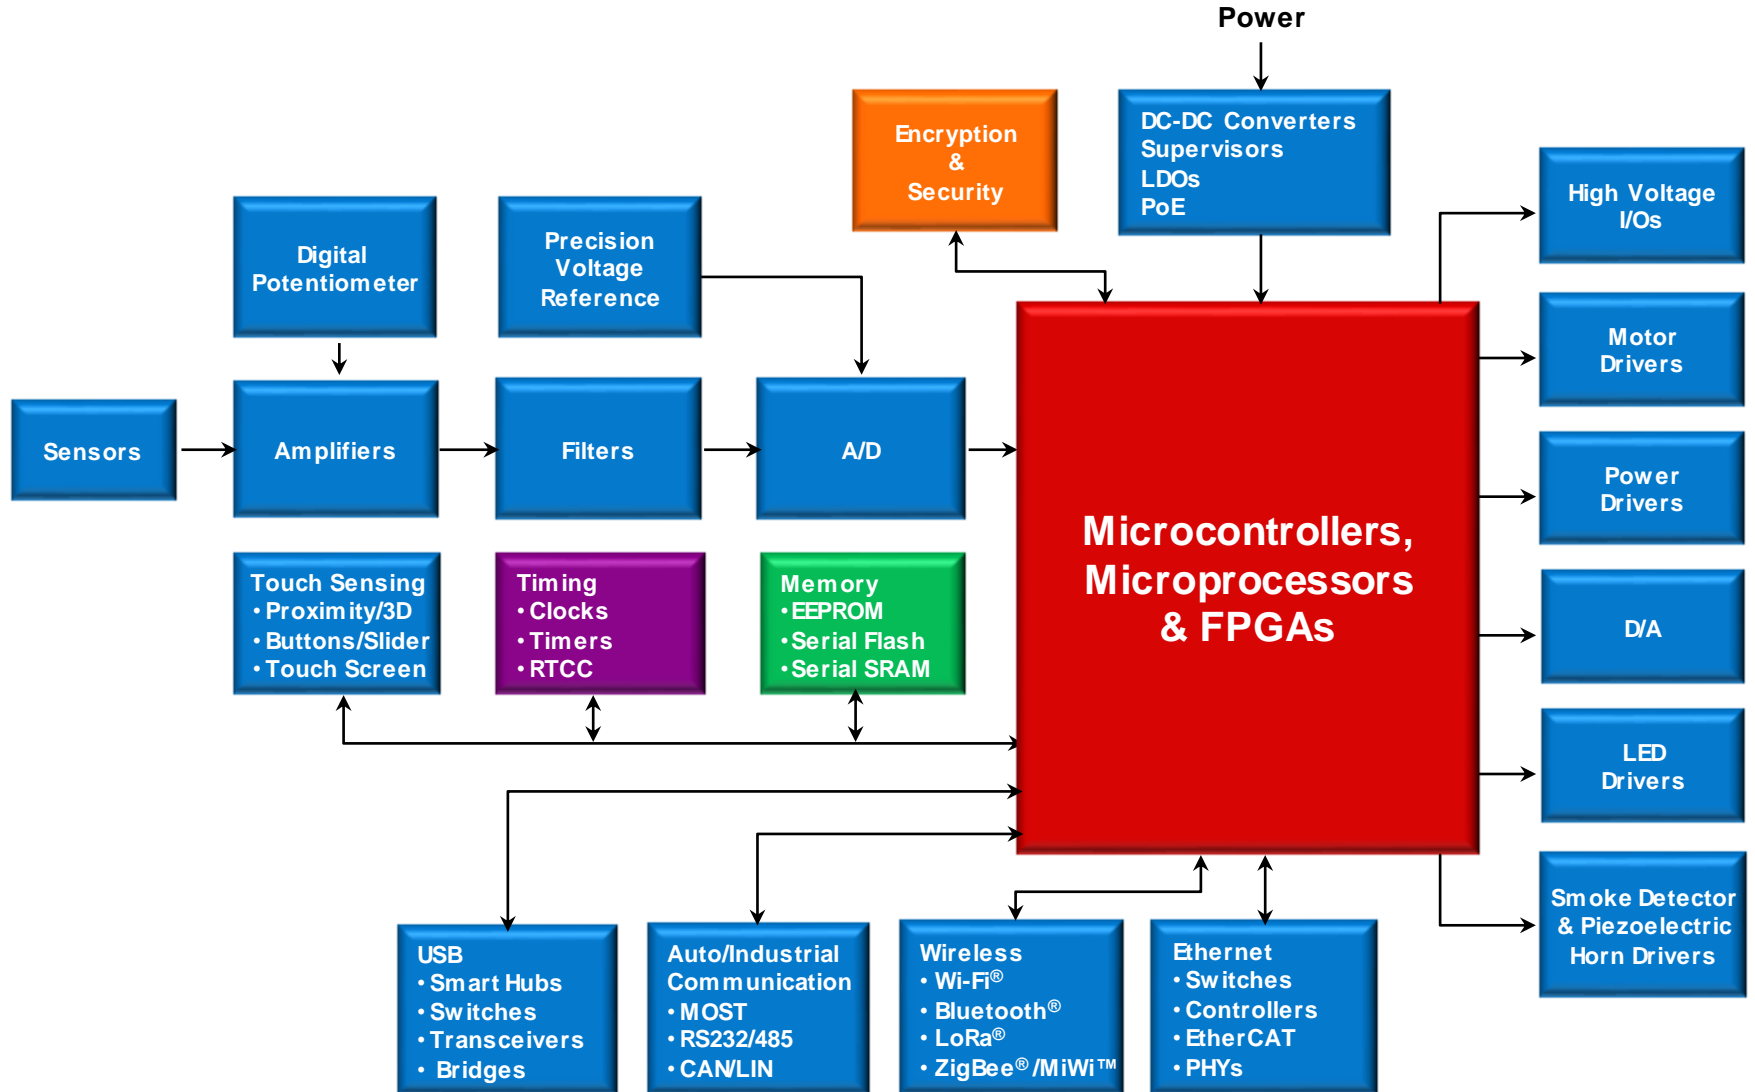 Power
Encryption
&
Security
DC-DC Converters
Supervisors
LDOs
PoE
High Voltage
I/Os
Digital
Potentiometer
Precision
Voltage
Reference
Motor
Drivers
Sensors
Amplifiers
Filters
A/D
Power
Drivers
Microcontrollers,
Microprocessors
& FPGAs
Touch Sensing
• Proximity/3D
• Buttons/Slider
• Touch Screen
Timing
• Clocks
• Timers
• RTCC
Memory
• EEPROM
• Serial Flash
• Serial SRAM
D/A
LED
Drivers
Smoke Detector
& Piezoelectric
Horn Drivers
USB
• Smart Hubs
• Switches
• Transceivers
• Bridges
Auto/Industrial
Communication
• MOST
• RS232/485
• CAN/LIN
Wireless
• Wi-Fi®
• Bluetooth®
• LoRa®
• ZigBee®/MiWi™
Ethernet
• Switches
• Controllers
• EtherCAT
• PHYs